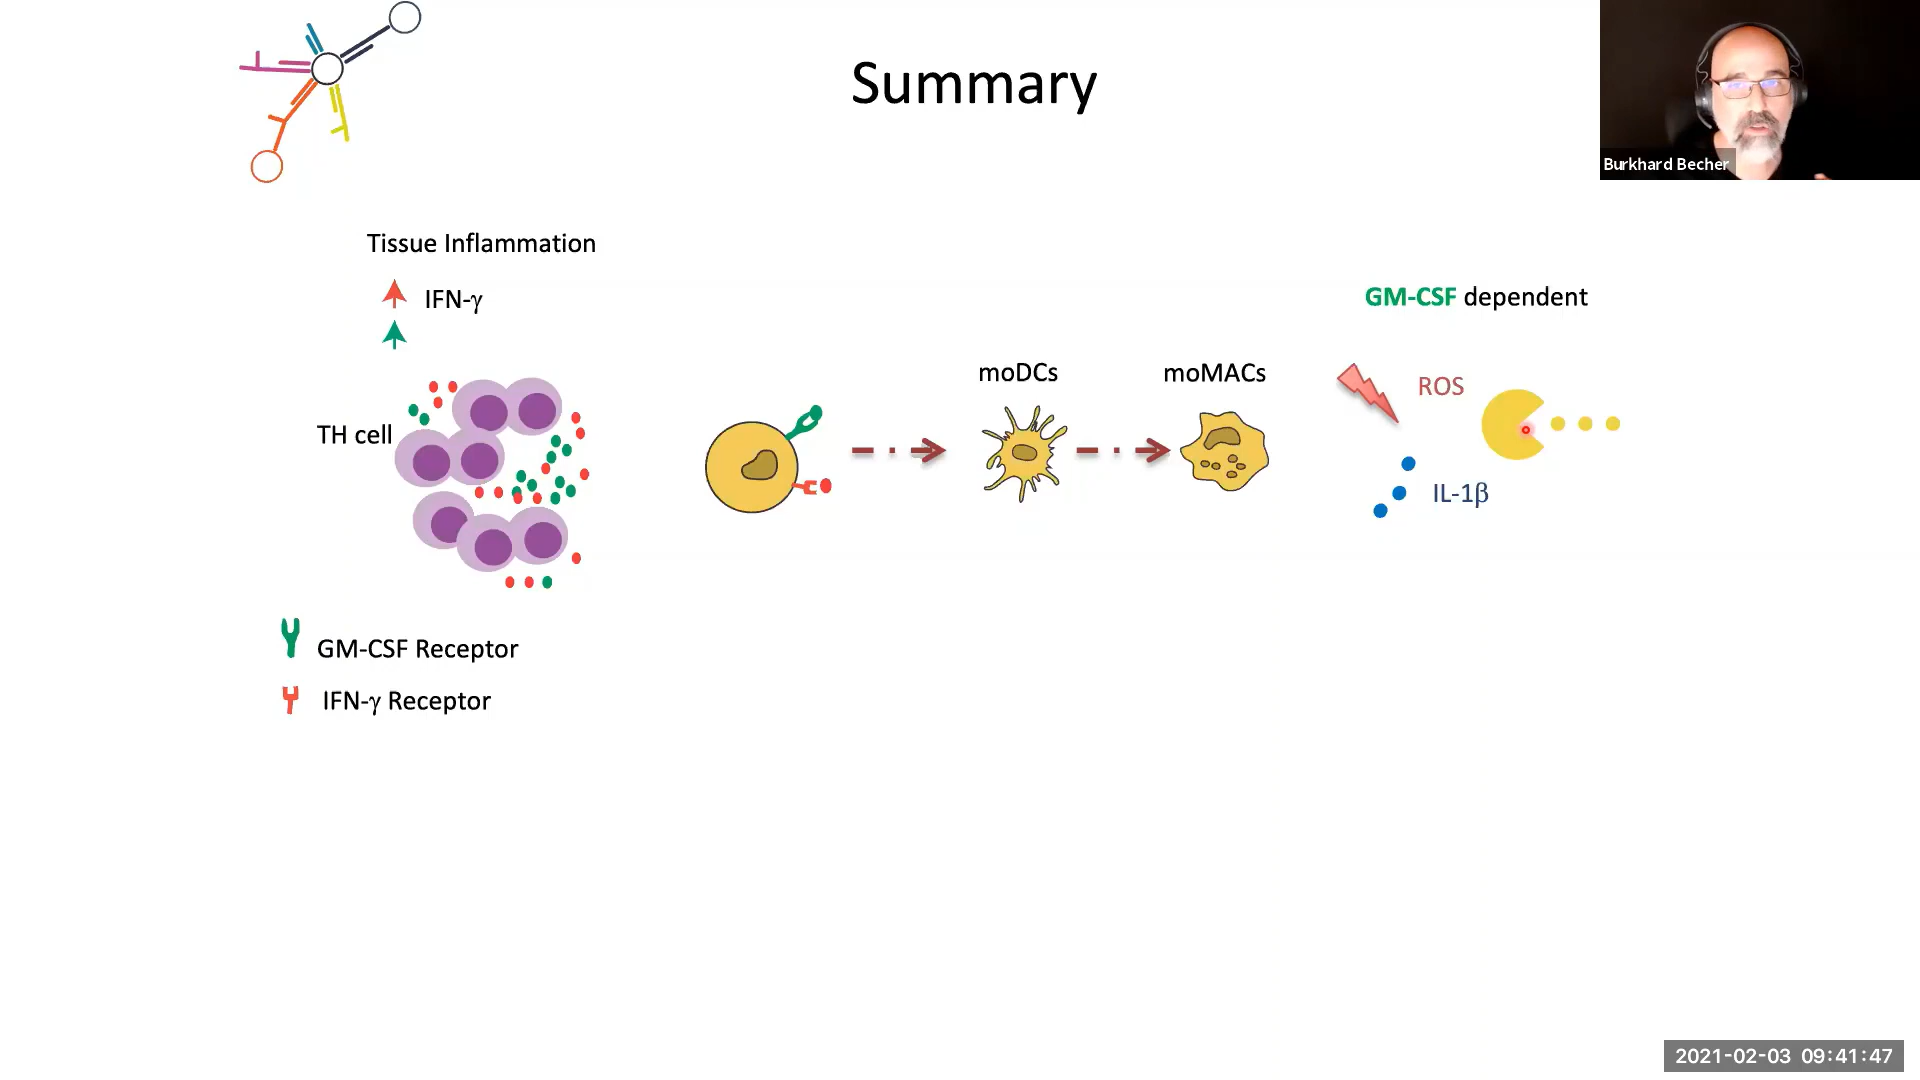 Summary
Burkhard Becher
Tissue Inflammation
IFN-γ
GM-CSF dependent
moDCs
moMACs
ROS
TH cell
IL-1β
GM-CSF Receptor
IFN-γ Receptor
2021-02-03 09:41:47